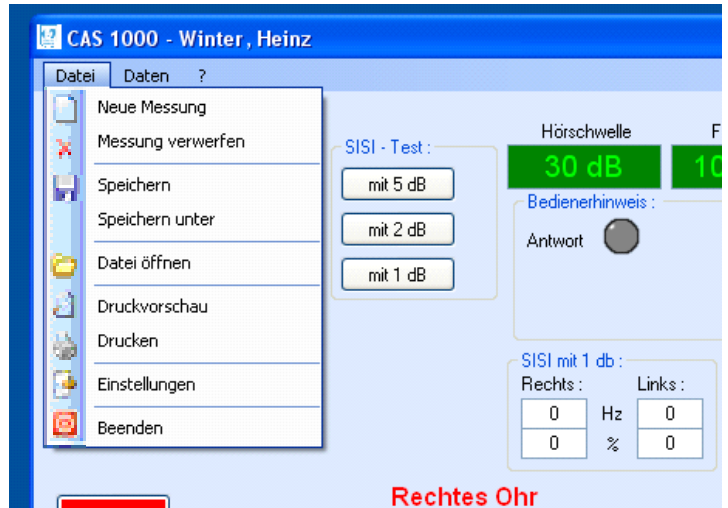 CAS 1000 - Winter, Heinz
Datei Daten ?
Neue Messung
Messung verwerfen
Speichern
Speichern unter
Datei öffnen
Druckvorschau
Drucken
Einstellungen
Beenden
SISI - Test :
mit 5 dB
mit 2 dB
mit 1 dB
Hörschwelle F
30 dB 10
Bedienerhinweis :
Antwort
SISI mit 1 db :
Rechts : Links :
0 Hz 0
0 % 0
Rechtes Ohr